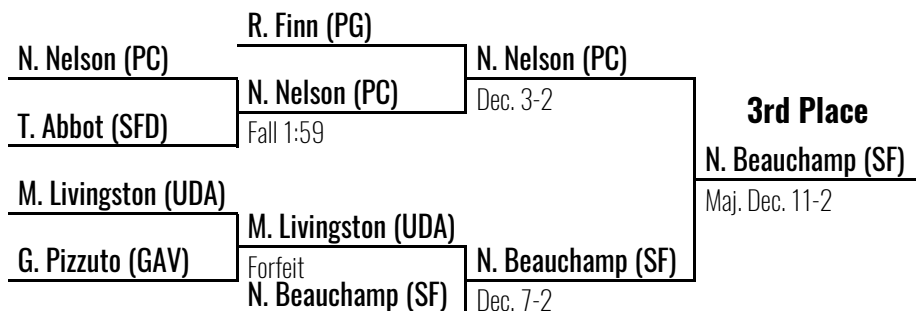 R. Finn (PG)
N. Nelson (PC)
N. Nelson (PC)
N. Nelson (PC)
Dec. 3-2
T. Abbot (SFD)
Fall 1:59
3rd Place
N. Beauchamp (SF)
Maj. Dec. 11-2
M. Livingston (UDA)
M. Livingston (UDA)
G. Pizzuto (GAV)
Forfeit
N. Beauchamp (SF)
N. Beauchamp (SF)
Dec. 7-2